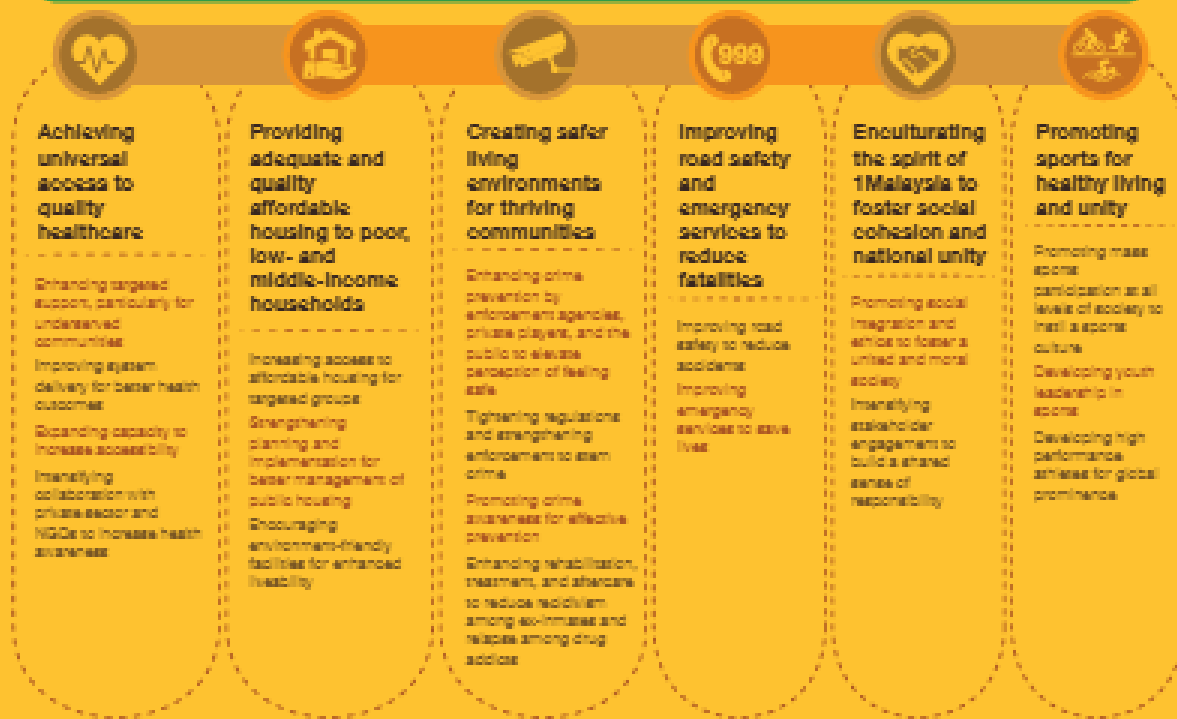 999
Achieving
universal
access to
quality
healthcare
Enhancing targeted
support, particularly for
underserved
communities
Improving system
delivery for better health
outcomes
Expanding capacity to
increase accessibility
Intensifying
collaboration with
private sector and
NGOs to increase health
awareness
Providing
adequate and
quality
affordable
housing to poor,
low- and
middle-income
households
Increasing access to
affordable housing for
targeted groups
Strengthening
planning and
implementation for
better management of
public housing
Encouraging
environment-friendly
facilities for enhanced
liveability
Creating safer
living
environments
for thriving
communities
Enhancing crime
prevention by
enforcement agencies,
private players, and the
public to elevate
perception of feeling
safe
Tightening regulations
and strengthening
enforcement to stem
crime
Promoting crime
awareness for effective
prevention
Enhancing rehabilitation,
treatment, and aftercare
to reduce recidivism
among ex-inmates and
relapse among drug
addicts
Improving
road safety
and
emergency
services to
reduce
fatalities
Improving road
safety to reduce
accidents
Improving
emergency
services to save
lives
Enculturating
the spirit of
1Malaysia to
foster social
cohesion and
national unity
Promoting social
integration and
ethics to foster a
united and moral
society
Intensifying
stakeholder
engagement to
build a shared
sense of
responsibility
Promoting
sports for
healthy living
and unity
Promoting mass
sports
participation at all
levels of society to
instil a sports
culture
Developing youth
leadership in
sports
Developing high
performance
athletes for global
prominence